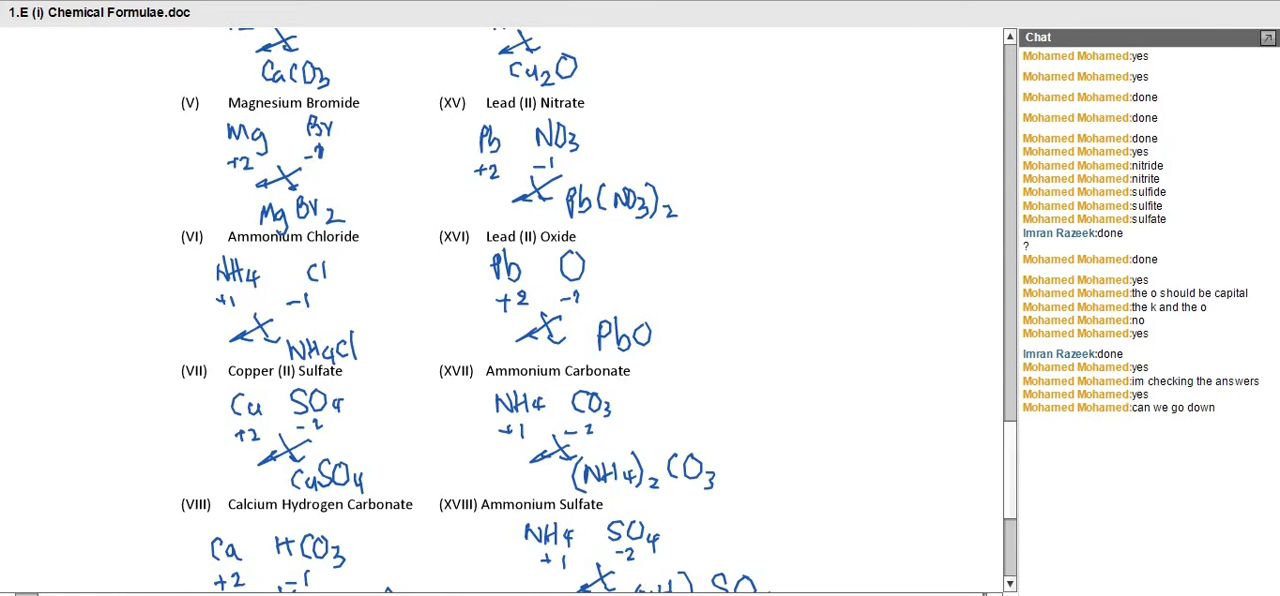 1.E (i) Chemical Formulae.doc
CaCO3
Cu2O
(V) Magnesium Bromide
(XV) Lead (II) Nitrate
Mg Br
+2 -1
MgBr2
Pb NO3
+2 -1
Pb(NO3)2
(VI) Ammonium Chloride
(XVI) Lead (II) Oxide
NH4 Cl
+1 -1
NH4Cl
Pb O
+2 -2
PbO
(VII) Copper (II) Sulfate
(XVII) Ammonium Carbonate
Cu SO4
+2 -2
CuSO4
NH4 CO3
+1 -2
(NH4)2 CO3
(VIII) Calcium Hydrogen Carbonate
(XVIII) Ammonium Sulfate
Ca HCO3
+2 -1
NH4 SO4
+1 -2
Chat
Mohamed Mohamed:yes
Mohamed Mohamed:yes
Mohamed Mohamed:done
Mohamed Mohamed:done
Mohamed Mohamed:done
Mohamed Mohamed:yes
Mohamed Mohamed:nitride
Mohamed Mohamed:nitrite
Mohamed Mohamed:sulfide
Mohamed Mohamed:sulfite
Mohamed Mohamed:sulfate
Imran Razeek:done
?
Mohamed Mohamed:done
Mohamed Mohamed:yes
Mohamed Mohamed:the o should be capital
Mohamed Mohamed:the k and the o
Mohamed Mohamed:no
Mohamed Mohamed:yes
Imran Razeek:done
Mohamed Mohamed:yes
Mohamed Mohamed:im checking the answers
Mohamed Mohamed:yes
Mohamed Mohamed:can we go down